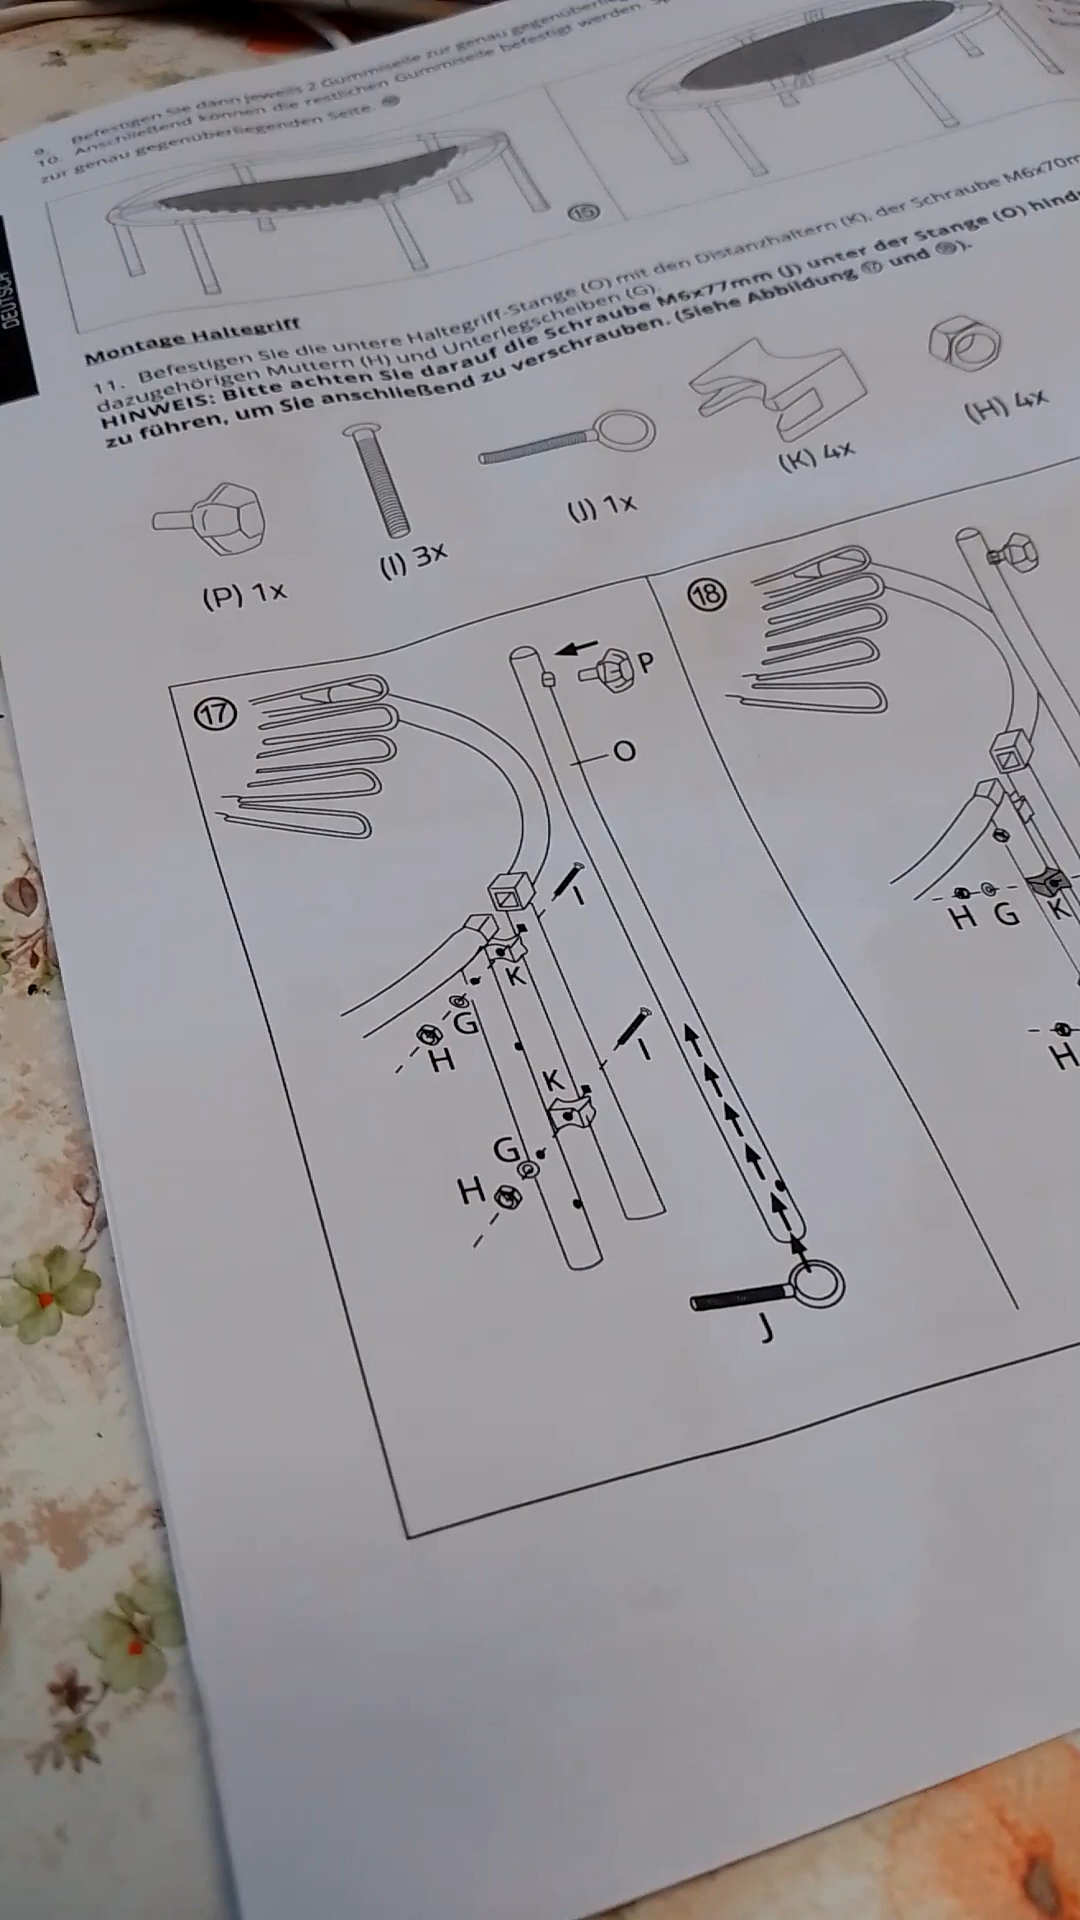 9. Befestigen Sie dann jeweils 2 Gummiseile zur genau
10. Anschließend können die restlichen Gummiseile befestigt werden.
zur genau gegenüberliegenden Seite.
DEUTSCH
⑮
Montage Haltegriff
11. Befestigen Sie die untere Haltegriff-Stange (O) mit den Distanzhaltern (K), der Schraube M6x70m
dazugehörigen Muttern (H) und Unterlegscheiben (G).
HINWEIS: Bitte achten Sie darauf die Schraube M6x77mm (J) unter der Stange (O) hind
zu führen, um Sie anschließend zu verschrauben. (Siehe Abbildung ⑰ und ⑱).
(P) 1x
(I) 3x
(J) 1x
(K) 4x
(H) 4x
⑰
P
O
I
K
G
H
I
K
G
H
J
⑱
H G K
H